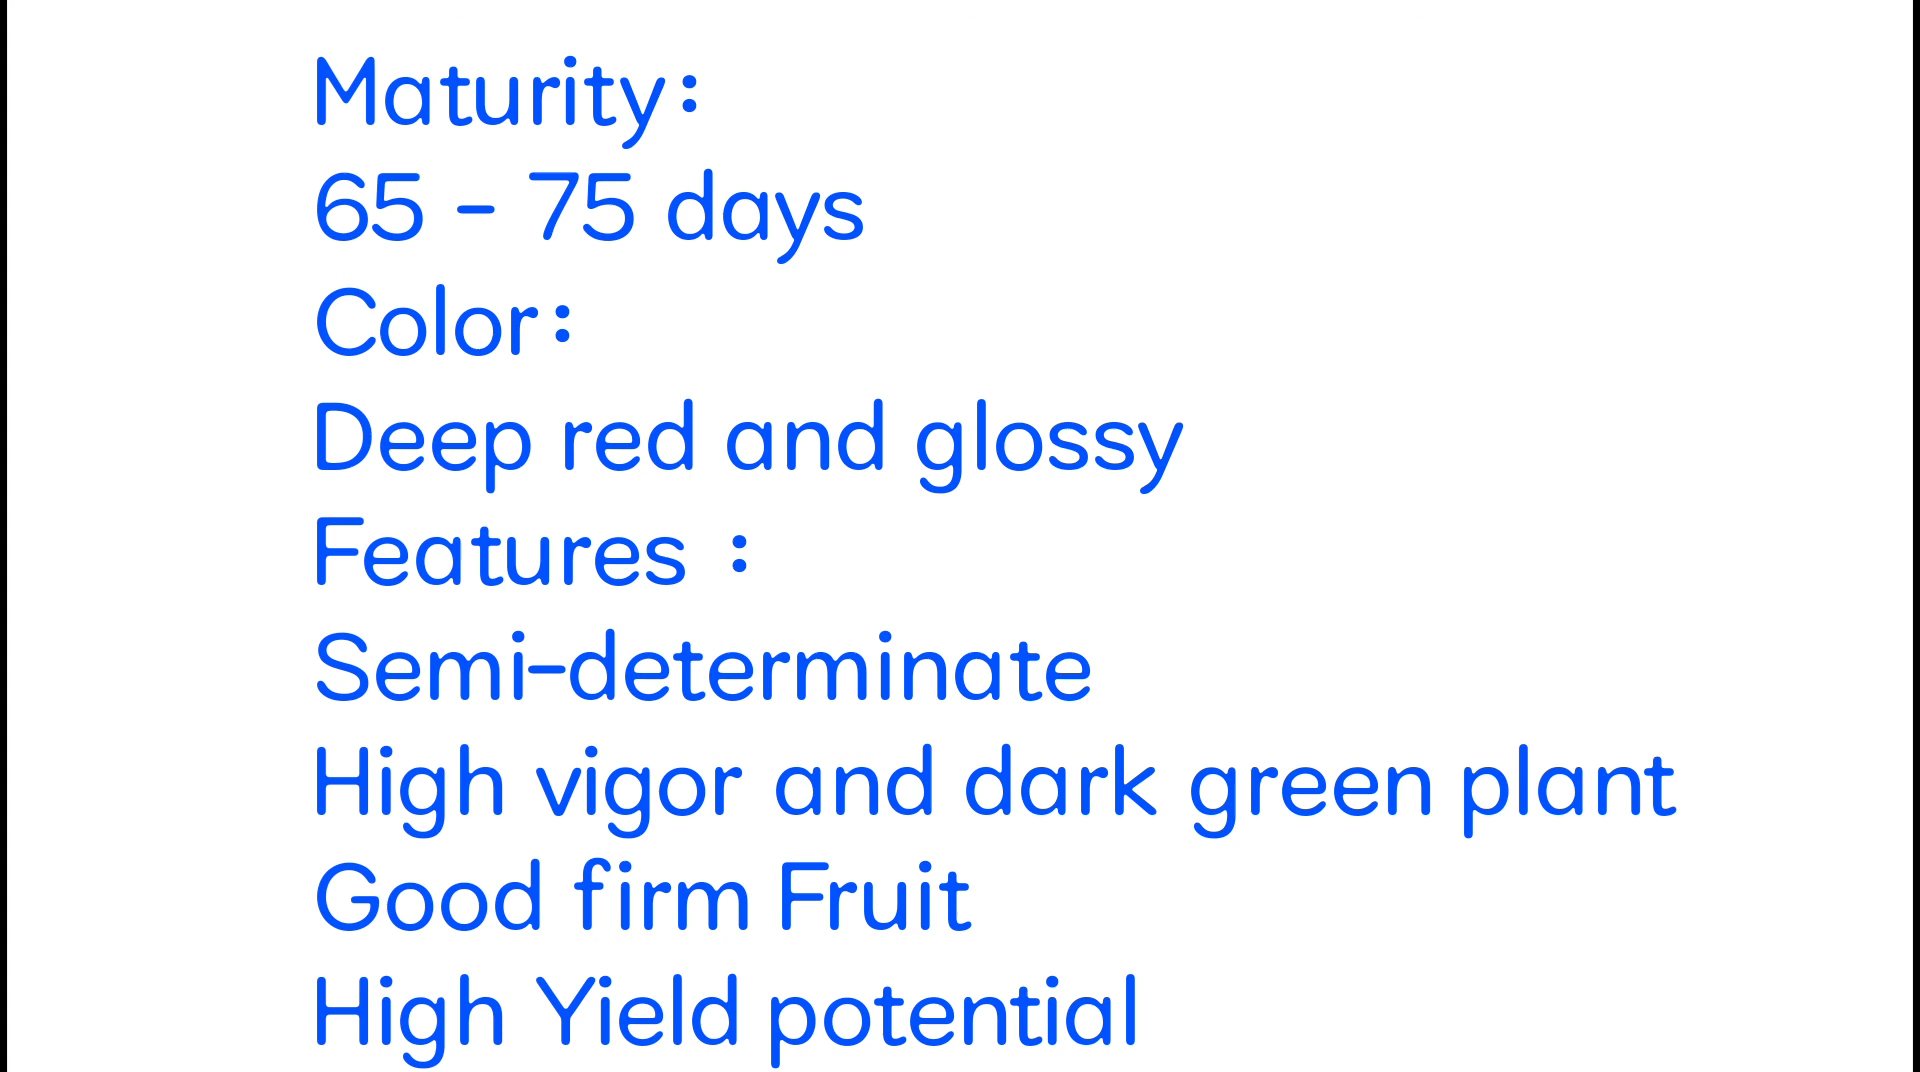 Maturity:
65 - 75 days
Color:
Deep red and glossy
Features :
Semi-determinate
High vigor and dark green plant
Good firm Fruit
High Yield potential